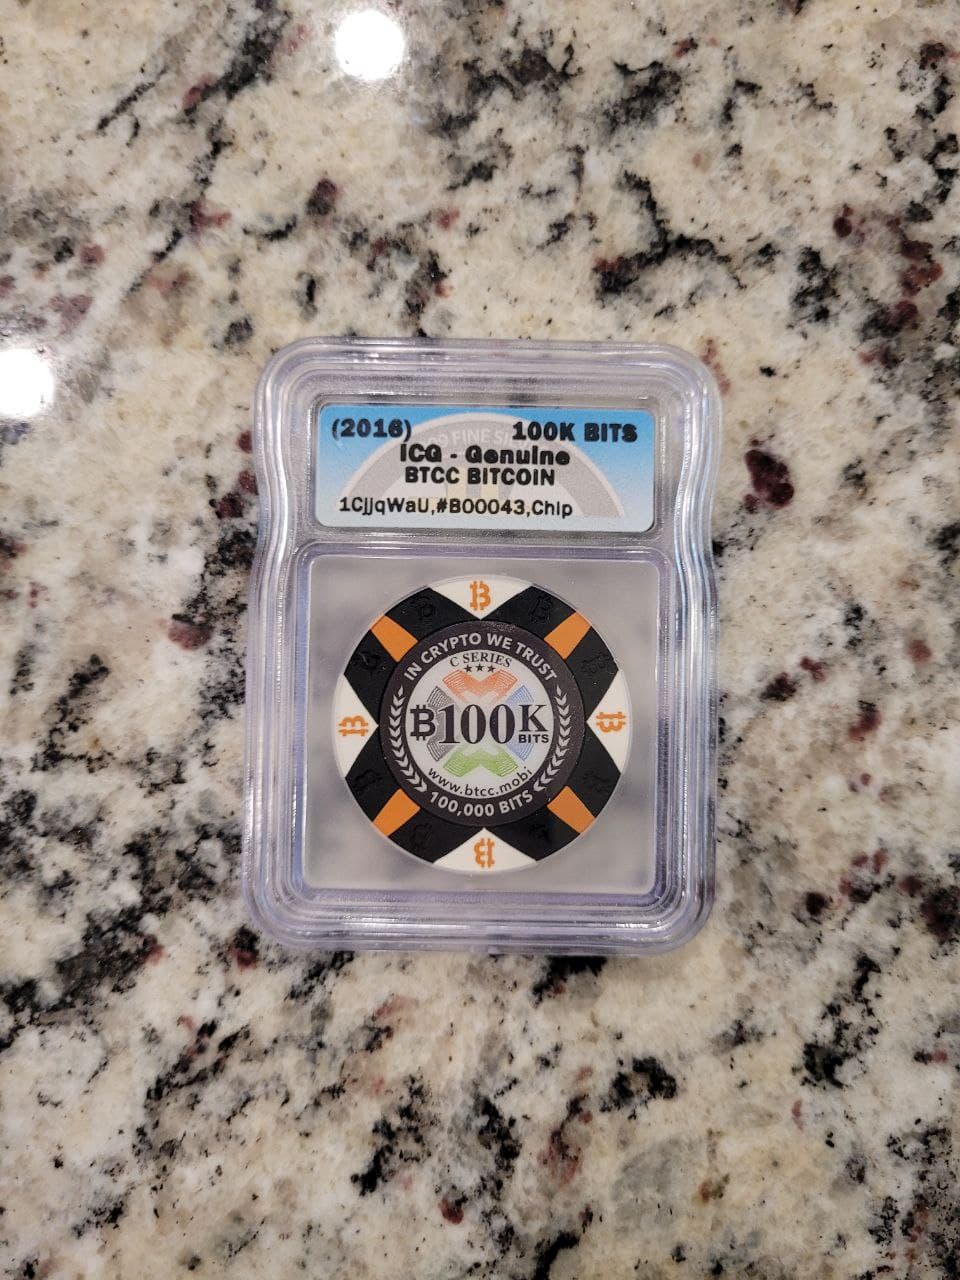 (2016) 100K BITS
ICG - Genuine
BTCC BITCOIN
1CjjqWaU,#B00043,Chip
IN CRYPTO WE TRUST
C SERIES
₿100K
BITS
www.btcc.mobi
100,000 BITS